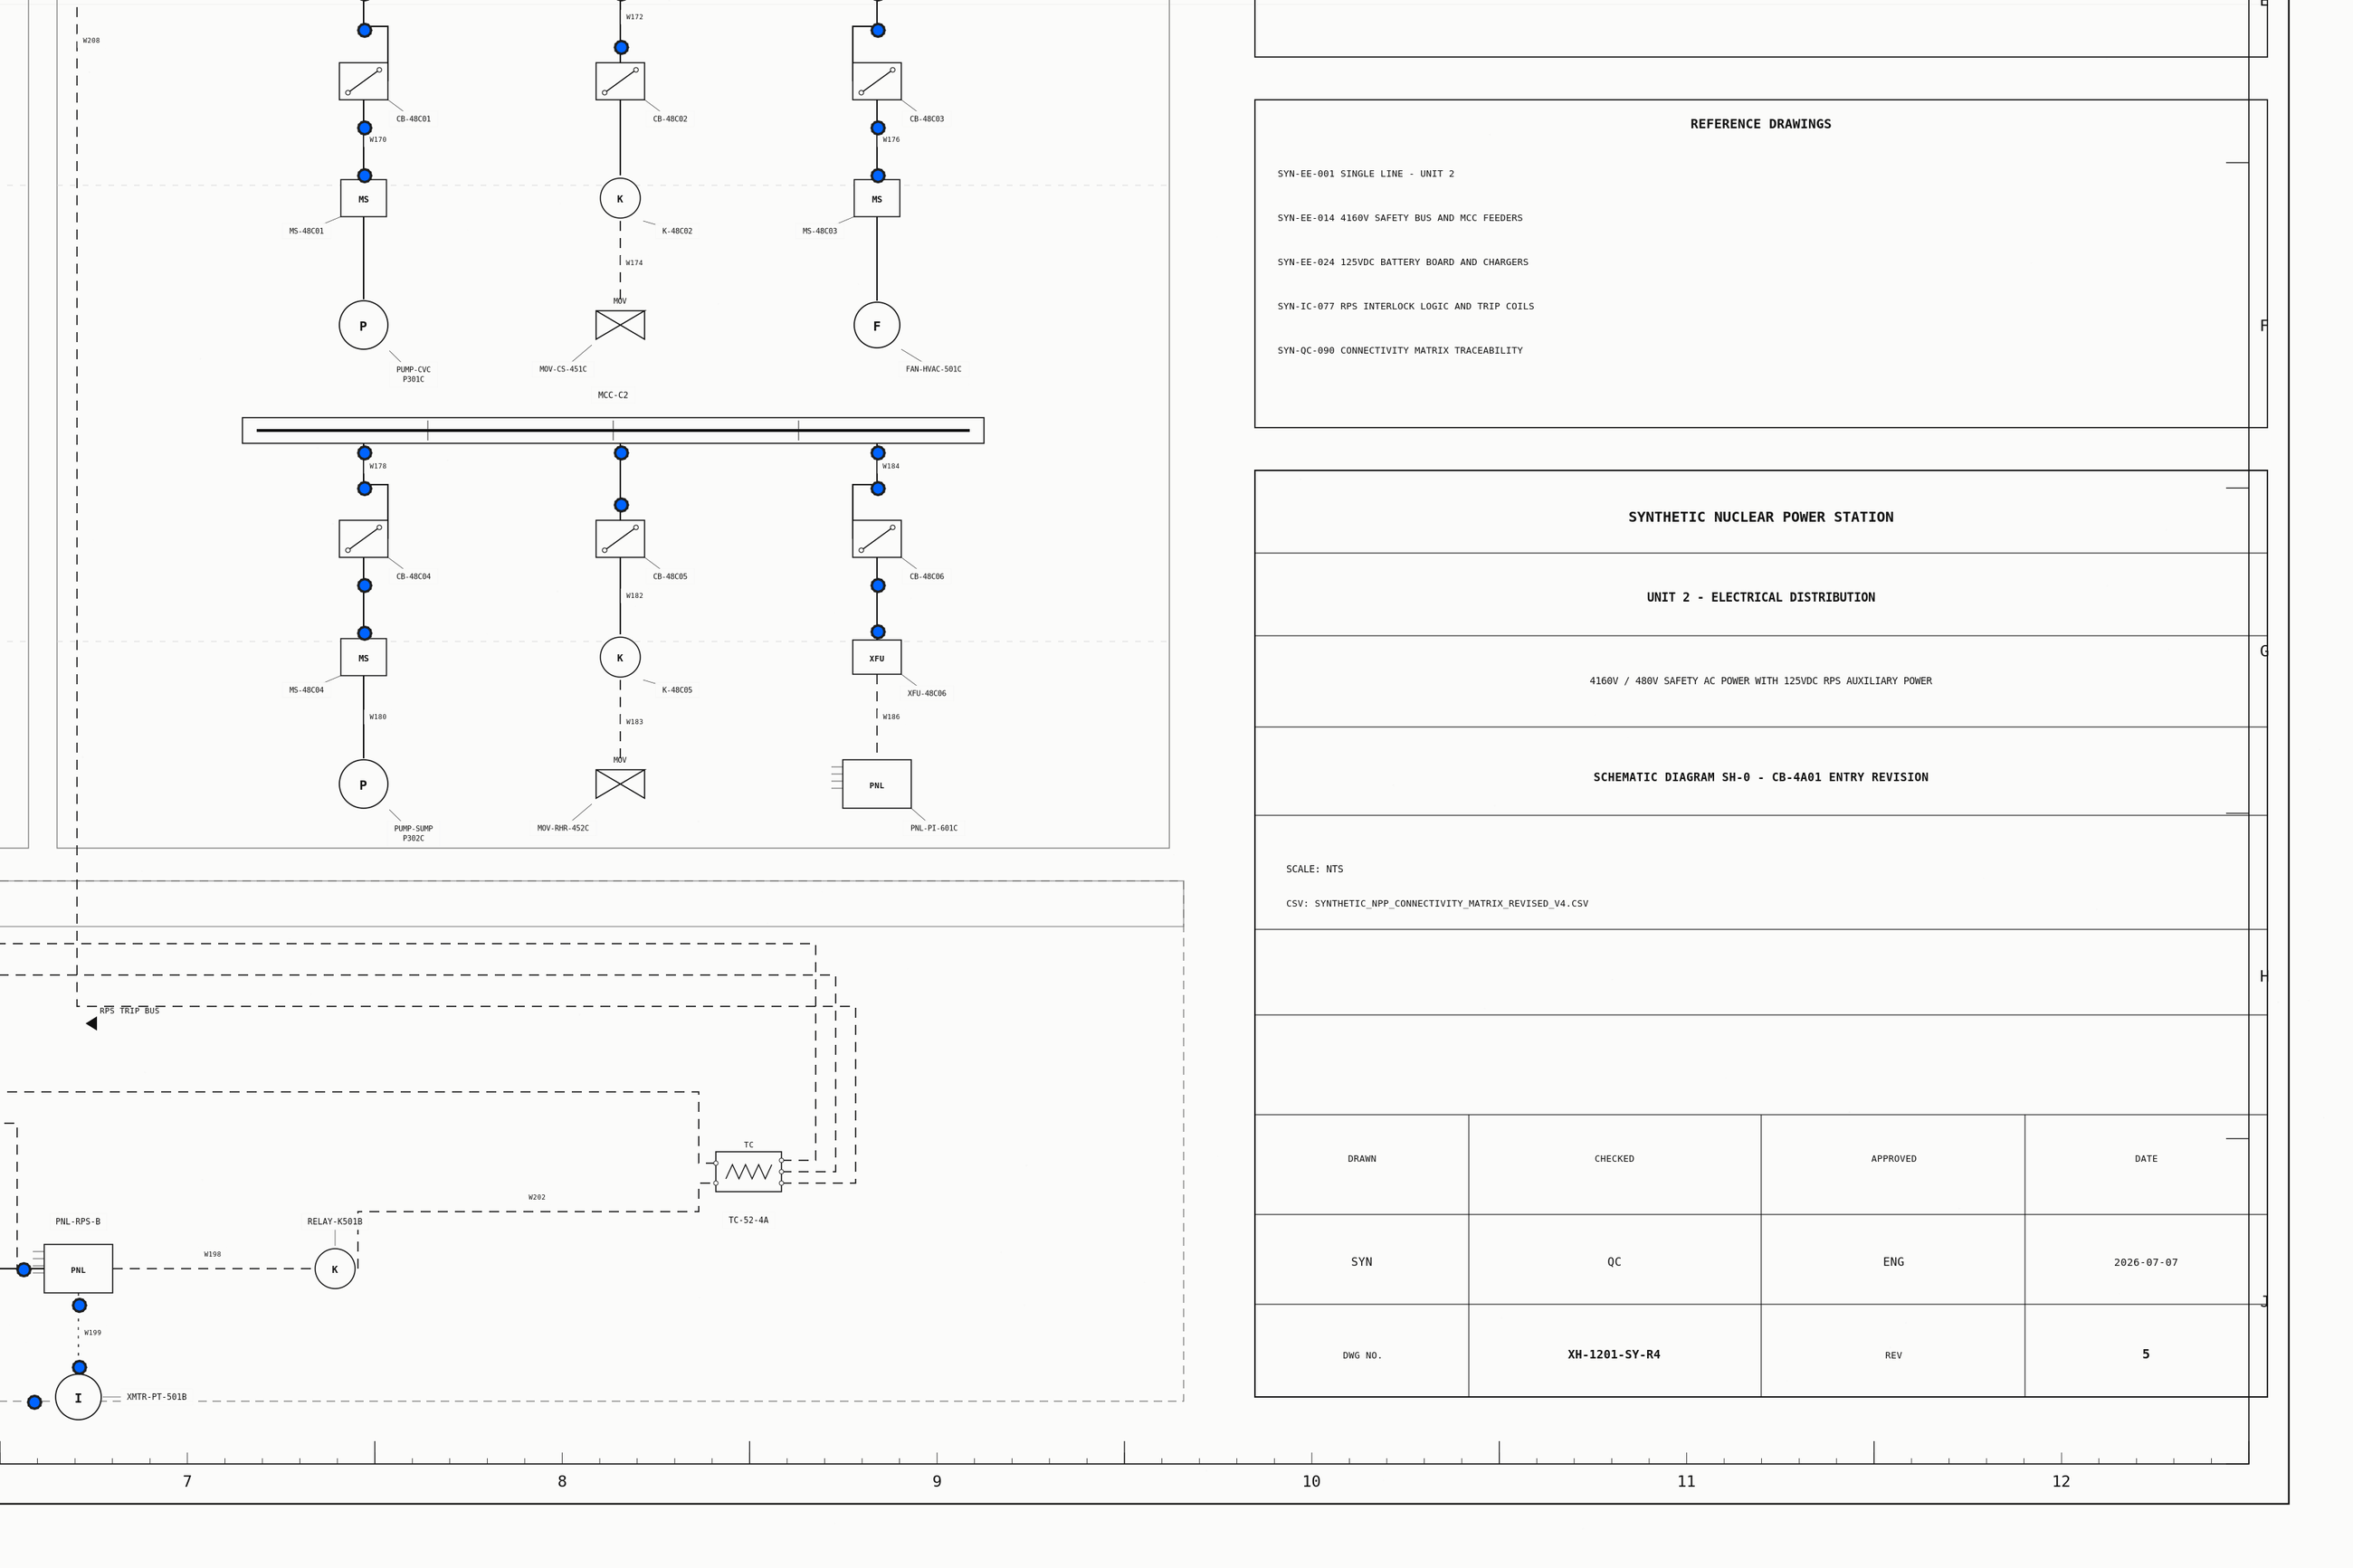 W172
W208
CB-48C01
CB-48C02
CB-48C03
W170
W176
MS
K
MS
MS-48C01
K-48C02
MS-48C03
W174
MOV
P
F
PUMP-CVC
P301C
MOV-CS-451C
FAN-HVAC-501C
MCC-C2
W178
W184
CB-48C04
CB-48C05
CB-48C06
W182
MS
K
XFU
MS-48C04
K-48C05
XFU-48C06
W180
W183
W186
MOV
P
PNL
PUMP-SUMP
P302C
MOV-RHR-452C
PNL-PI-601C
RPS TRIP BUS
TC
W202
TC-52-4A
PNL-RPS-B
RELAY-K501B
W198
PNL
K
W199
I
XMTR-PT-501B
REFERENCE DRAWINGS
SYN-EE-001 SINGLE LINE - UNIT 2
SYN-EE-014 4160V SAFETY BUS AND MCC FEEDERS
SYN-EE-024 125VDC BATTERY BOARD AND CHARGERS
SYN-IC-077 RPS INTERLOCK LOGIC AND TRIP COILS
SYN-QC-090 CONNECTIVITY MATRIX TRACEABILITY
SYNTHETIC NUCLEAR POWER STATION
UNIT 2 - ELECTRICAL DISTRIBUTION
4160V / 480V SAFETY AC POWER WITH 125VDC RPS AUXILIARY POWER
SCHEMATIC DIAGRAM SH-0 - CB-4A01 ENTRY REVISION
SCALE: NTS
CSV: SYNTHETIC_NPP_CONNECTIVITY_MATRIX_REVISED_V4.CSV
DRAWN CHECKED APPROVED DATE
SYN QC ENG 2026-07-07
DWG NO. XH-1201-SY-R4 REV 5
F
G
H
J
7 8 9 10 11 12